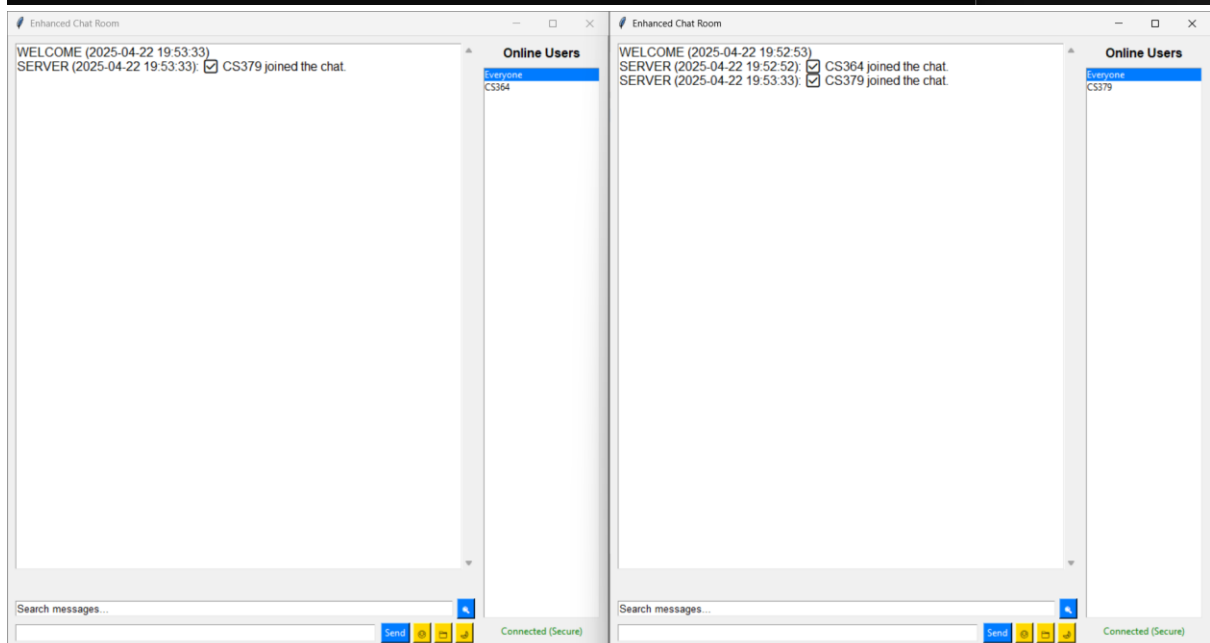 Enhanced Chat Room
WELCOME (2025-04-22 19:53:33)
SERVER (2025-04-22 19:53:33): ☑ CS379 joined the chat.
Online Users
Everyone
CS364
Search messages...
Send
Connected (Secure)
Enhanced Chat Room
WELCOME (2025-04-22 19:52:53)
SERVER (2025-04-22 19:52:52): ☑ CS364 joined the chat.
SERVER (2025-04-22 19:53:33): ☑ CS379 joined the chat.
Online Users
Everyone
CS379
Search messages...
Send
Connected (Secure)